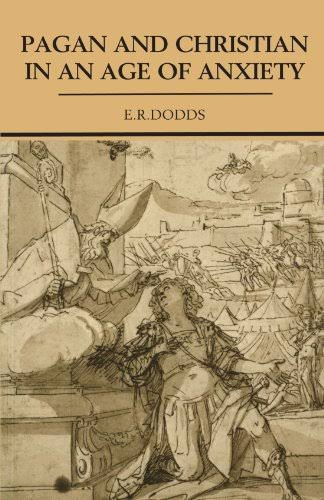 PAGAN AND CHRISTIAN
IN AN AGE OF ANXIETY
E.R.DODDS